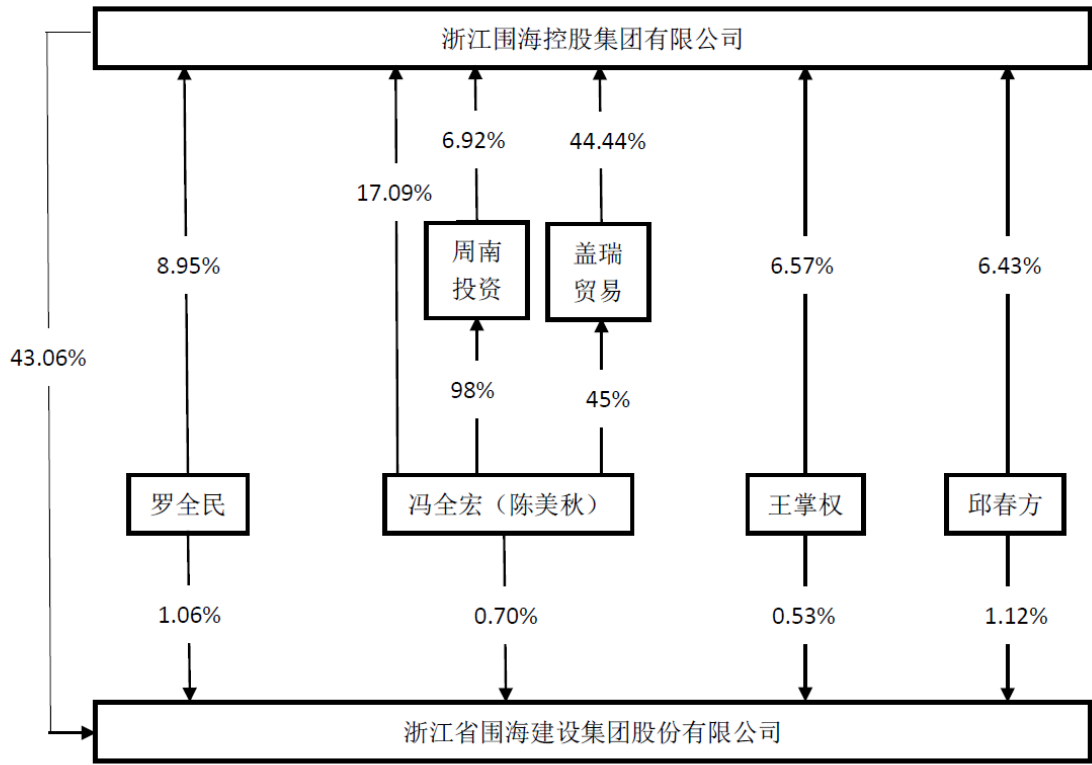 浙江围海控股集团有限公司
6.92%
44.44%
17.09%
周南
投资
盖瑞
贸易
8.95%
6.57%
6.43%
43.06%
98%
45%
罗全民
冯全宏（陈美秋）
王掌权
邱春方
1.06%
0.70%
0.53%
1.12%
浙江省围海建设集团股份有限公司